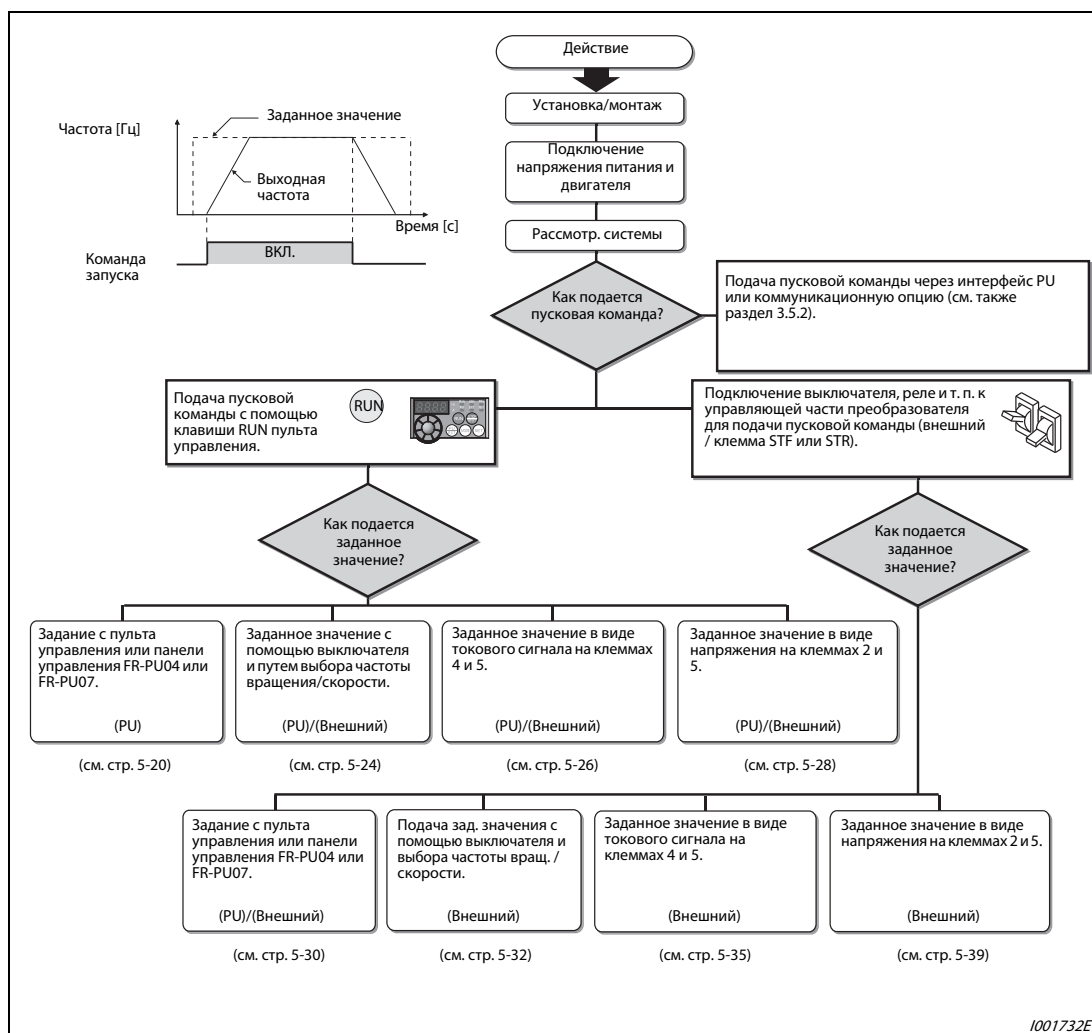 Действие
Установка/монтаж
Подключение
напряжения питания и
двигателя
Рассмотр. системы
Частота [Гц]
Заданное значение
Выходная
частота
Время [с]
Команда
запуска
ВКЛ.
Как подается
пусковая команда?
Подача пусковой команды через интерфейс PU
или коммуникационную опцию (см. также
раздел 3.5.2).
Подача пусковой
команды с помощью
клавиши RUN пульта
управления.
RUN
Подключение выключателя, реле и т. п. к
управляющей части преобразователя
для подачи пусковой команды (внешний
/ клемма STF или STR).
Как подается
заданное
значение?
Как подается
заданное
значение?
Задание с пульта
управления или панели
управления FR-PU04 или
FR-PU07.
(PU)
(см. стр. 5-20)
Заданное значение с
помощью выключателя
и путем выбора частоты
вращения/скорости.
(PU)/(Внешний)
(см. стр. 5-24)
Заданное значение в виде
токового сигнала на клеммах
4 и 5.
(PU)/(Внешний)
(см. стр. 5-26)
Заданное значение в виде
напряжения на клеммах 2 и
5.
(PU)/(Внешний)
(см. стр. 5-28)
Задание с пульта
управления или панели
управления FR-PU04 или
FR-PU07.
(PU)/(Внешний)
(см. стр. 5-30)
Подача зад. значения с
помощью выключателя и
выбора частоты вращ. /
скорости.
(Внешний)
(см. стр. 5-32)
Заданное значение в виде
токового сигнала на
клеммах 4 и 5.
(Внешний)
(см. стр. 5-35)
Заданное значение в виде
напряжения на клеммах 2 и 5.
(Внешний)
(см. стр. 5-39)
I001732E